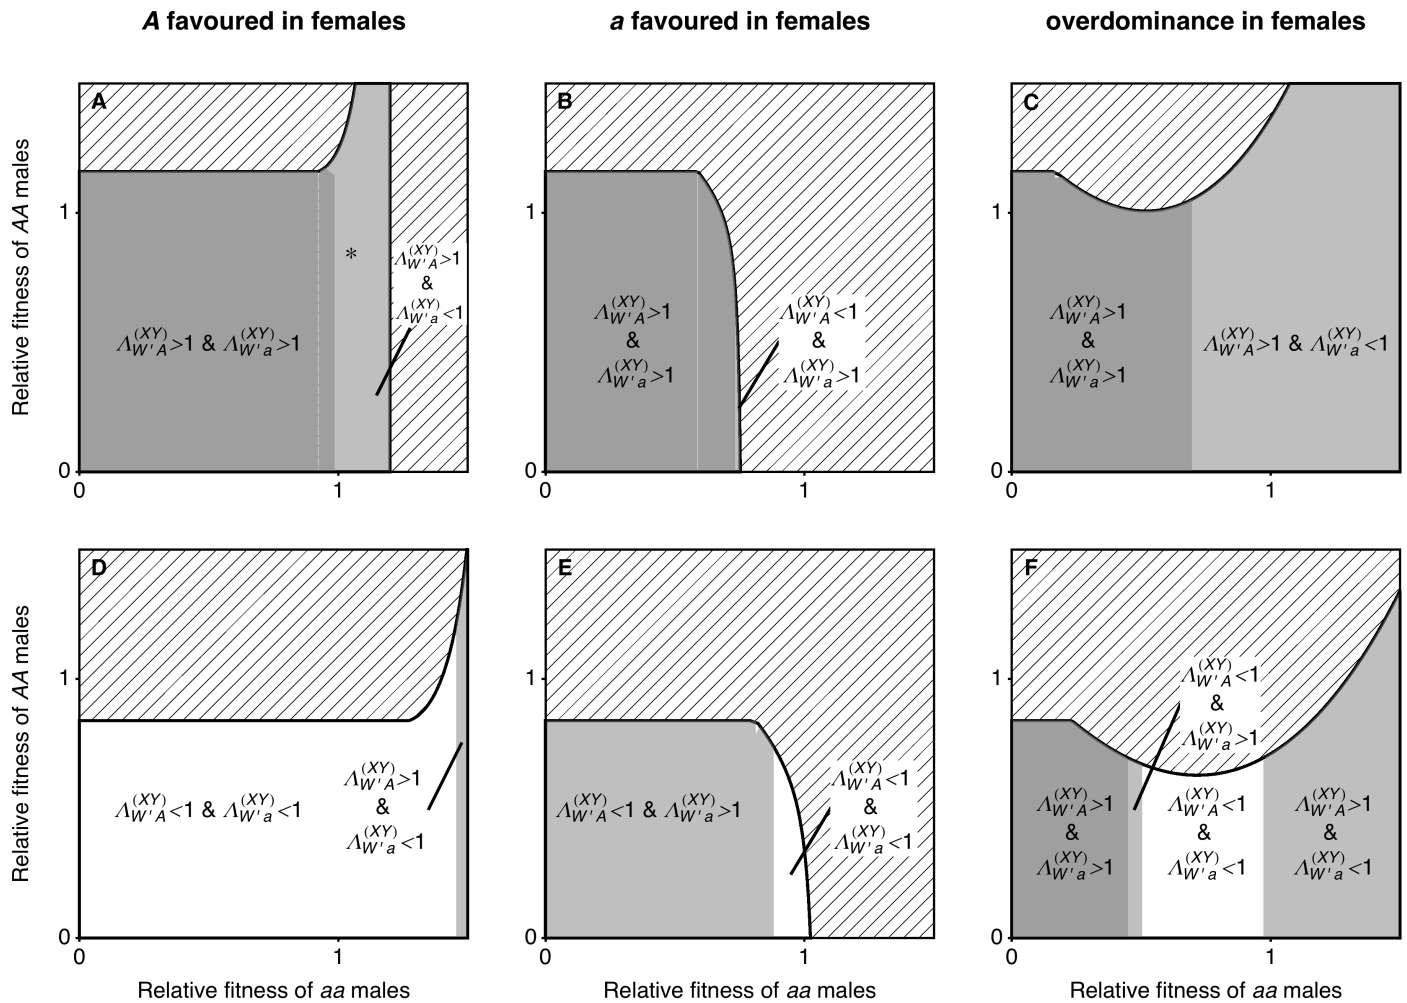 A favoured in females
a favoured in females
overdominance in females
A
B
C
Relative fitness of AA males
1
0
0
1
*
Λ_{W'A}^{(XY)}>1 & Λ_{W'a}^{(XY)}>1
Λ_{W'A}^{(XY)}>1
&
Λ_{W'a}^{(XY)}<1
1
0
0
1
Λ_{W'A}^{(XY)}>1
&
Λ_{W'a}^{(XY)}>1
Λ_{W'A}^{(XY)}<1
&
Λ_{W'a}^{(XY)}>1
1
0
0
1
Λ_{W'A}^{(XY)}>1
&
Λ_{W'a}^{(XY)}>1
Λ_{W'A}^{(XY)}>1 & Λ_{W'a}^{(XY)}<1
D
E
F
Relative fitness of AA males
1
0
0
1
Λ_{W'A}^{(XY)}<1 & Λ_{W'a}^{(XY)}<1
Λ_{W'A}^{(XY)}>1
&
Λ_{W'a}^{(XY)}<1
1
0
0
1
Λ_{W'A}^{(XY)}<1 & Λ_{W'a}^{(XY)}>1
Λ_{W'A}^{(XY)}<1
&
Λ_{W'a}^{(XY)}<1
1
0
0
1
Λ_{W'A}^{(XY)}<1
&
Λ_{W'a}^{(XY)}>1
Λ_{W'A}^{(XY)}>1
&
Λ_{W'a}^{(XY)}>1
Λ_{W'A}^{(XY)}<1
&
Λ_{W'a}^{(XY)}<1
Λ_{W'A}^{(XY)}>1
&
Λ_{W'a}^{(XY)}<1
Relative fitness of aa males
Relative fitness of aa males
Relative fitness of aa males